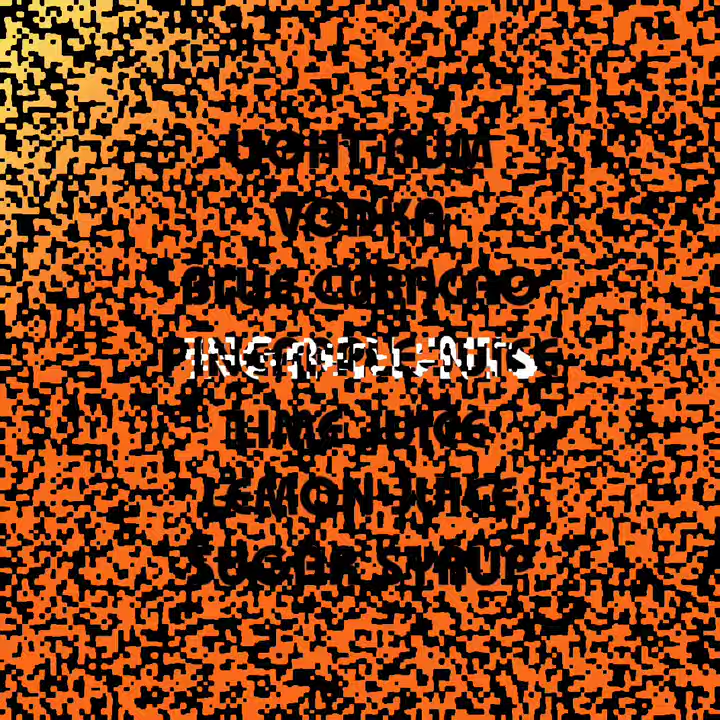 LIGHT RUM
VODKA
BLUE CURACAO
INGREDIENTS
LIME JUICE
LEMON JUICE
SUGAR SYRUP